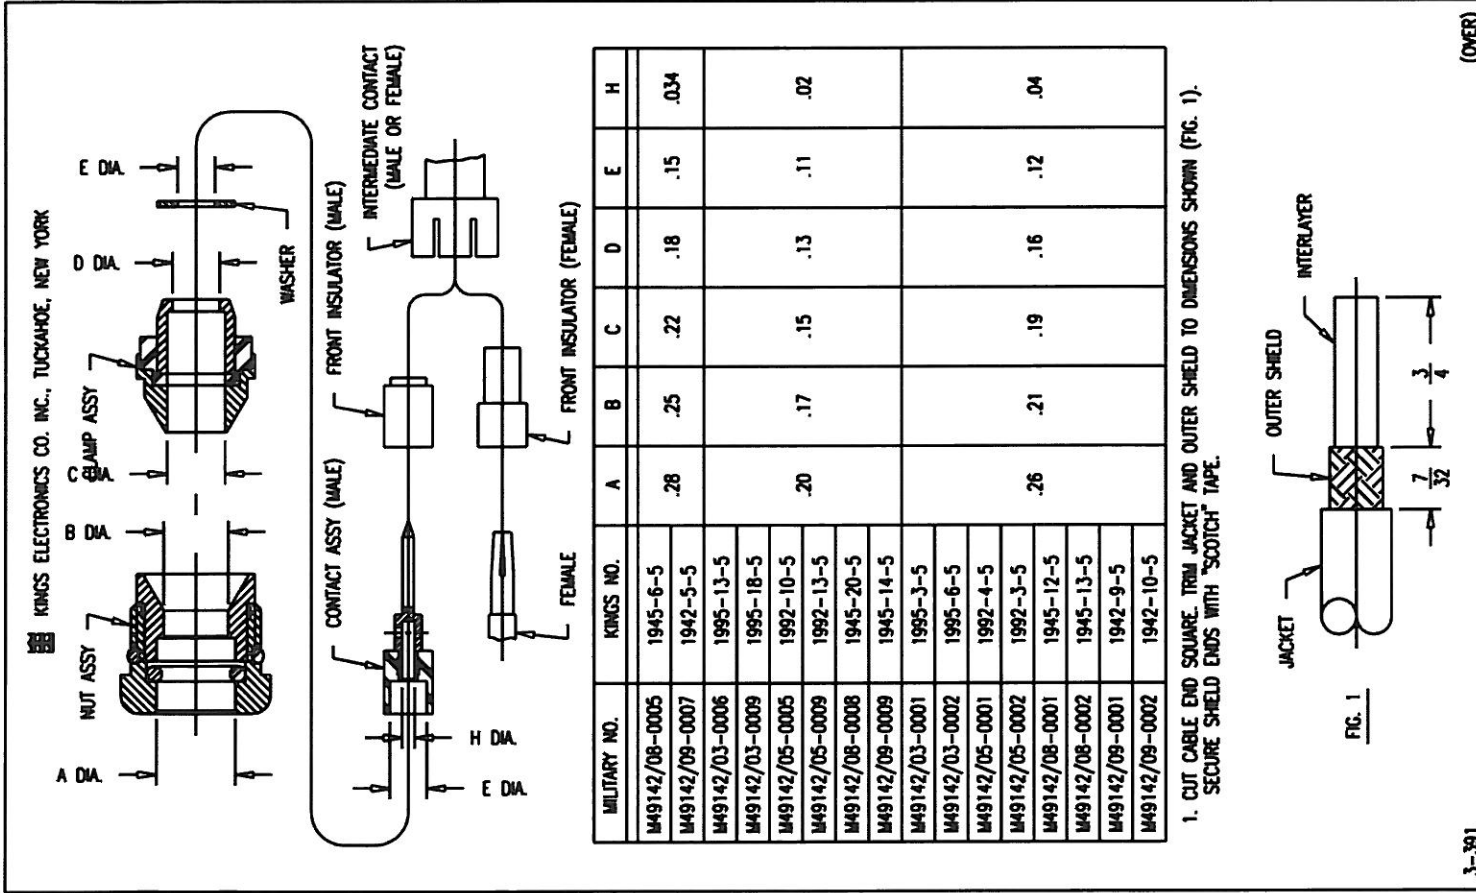 KINGS ELECTRONICS CO. INC., TUCKAHOE, NEW YORK
NUT ASSY
CLAMP ASSY
WASHER
A DIA.
B DIA.
C DIA.
D DIA.
E DIA.
CONTACT ASSY (MALE)
FRONT INSULATOR (MALE)
INTERMEDIATE CONTACT
(MALE OR FEMALE)
H DIA.
E DIA.
FEMALE
FRONT INSULATOR (FEMALE)
MILITARY NO. KINGS NO. A B C D E H
M49142/08-0005 1945-6-5 .28 .25 .22 .18 .15 .034
M49142/09-0007 1942-5-5
M49142/03-0006 1995-13-5 .20 .17 .15 .13 .11 .02
M49142/03-0009 1995-18-5
M49142/05-0005 1992-10-5
M49142/05-0009 1992-13-5
M49142/08-0008 1945-20-5
M49142/09-0009 1945-14-5
M49142/03-0001 1995-3-5 .26 .21 .19 .16 .12 .04
M49142/03-0002 1995-6-5
M49142/05-0001 1992-4-5
M49142/05-0002 1992-3-5
M49142/08-0001 1945-12-5
M49142/08-0002 1945-13-5
M49142/09-0001 1942-9-5
M49142/09-0002 1942-10-5
1. CUT CABLE END SQUARE. TRIM JACKET AND OUTER SHIELD TO DIMENSIONS SHOWN (FIG. 1).
SECURE SHIELD ENDS WITH "SCOTCH" TAPE.
JACKET
OUTER SHIELD
INTERLAYER
7/32
3/4
FIG. 1
3-391
(OVER)